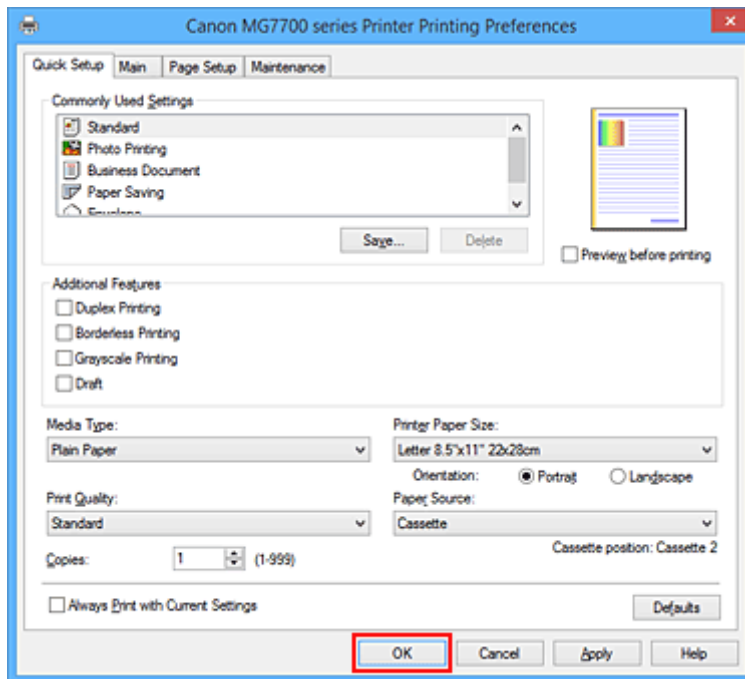 Canon MG7700 series Printer Printing Preferences
Quick Setup Main Page Setup Maintenance
Commonly Used Settings
Standard
Photo Printing
Business Document
Paper Saving
Envelope
Save... Delete
Preview before printing
Additional Features
Duplex Printing
Borderless Printing
Grayscale Printing
Draft
Media Type:
Plain Paper
Printer Paper Size:
Letter 8.5"x11" 22x28cm
Orientation: Portrait Landscape
Print Quality:
Standard
Paper Source:
Cassette
Cassette position: Cassette 2
Copies: 1 (1-999)
Always Print with Current Settings
Defaults
OK Cancel Apply Help